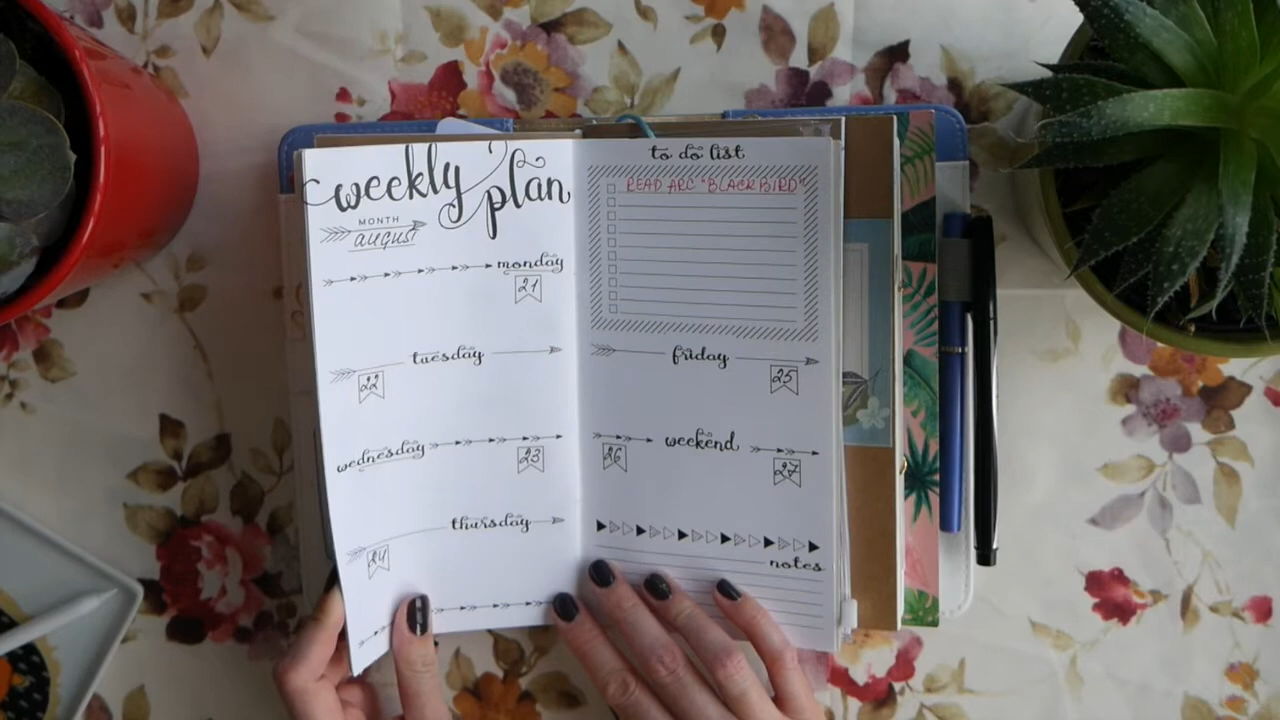 weekly plan
MONTH
AUGUST
monday
21
tuesday
22
wednesday
23
thursday
24
to do list
READ ARC "BLACKBIRD"
friday
25
weekend
26
27
notes